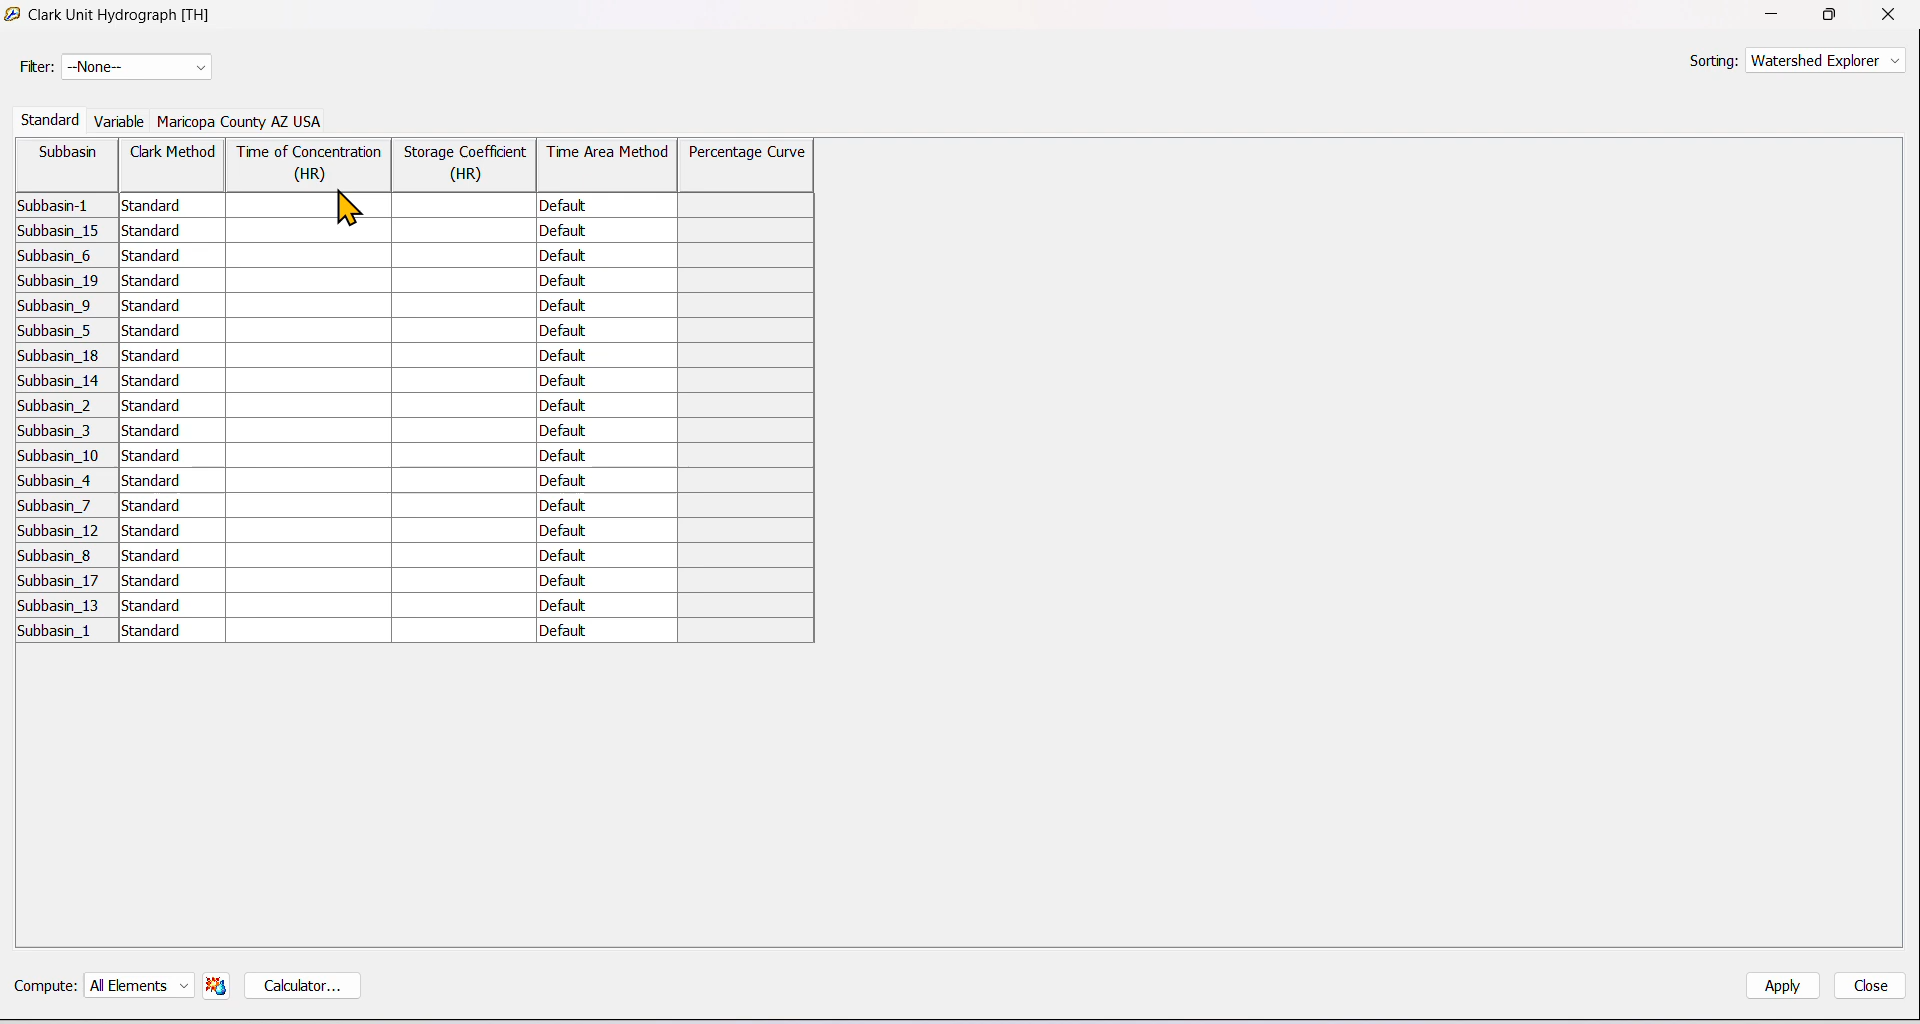 Clark Unit Hydrograph [TH]
Filter: --None--
Sorting: Watershed Explorer
Standard Variable Maricopa County AZ USA
Subbasin Clark Method Time of Concentration (HR) Storage Coefficient (HR) Time Area Method Percentage Curve
Subbasin-1 Standard Default
Subbasin_15 Standard Default
Subbasin_6 Standard Default
Subbasin_19 Standard Default
Subbasin_9 Standard Default
Subbasin_5 Standard Default
Subbasin_18 Standard Default
Subbasin_14 Standard Default
Subbasin_2 Standard Default
Subbasin_3 Standard Default
Subbasin_10 Standard Default
Subbasin_4 Standard Default
Subbasin_7 Standard Default
Subbasin_12 Standard Default
Subbasin_8 Standard Default
Subbasin_17 Standard Default
Subbasin_13 Standard Default
Subbasin_1 Standard Default
Compute: All Elements Calculator... Apply Close